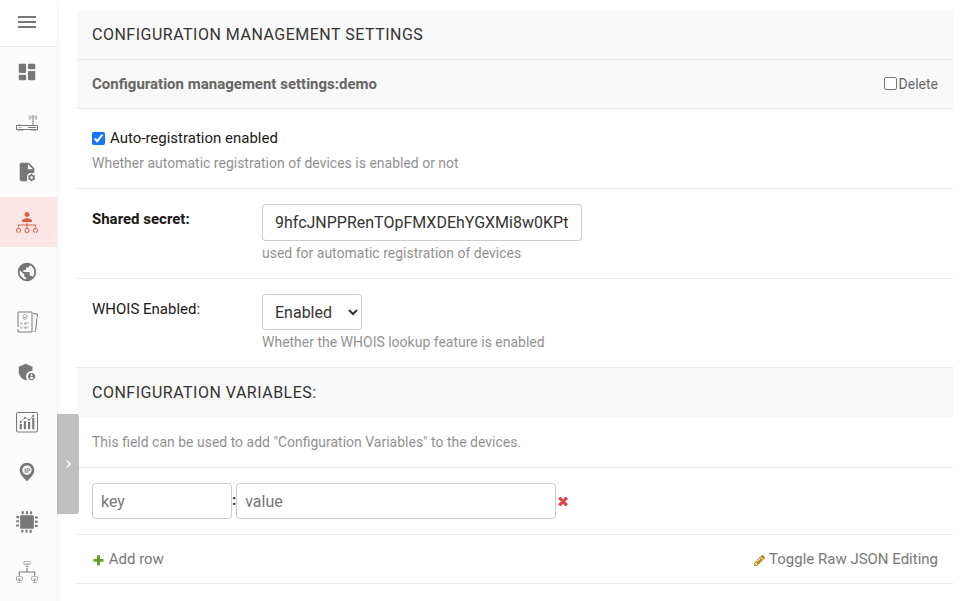 CONFIGURATION MANAGEMENT SETTINGS
Configuration management settings:demo
Delete
Auto-registration enabled
Whether automatic registration of devices is enabled or not
Shared secret:
9hfcJNPPRenTOpFMXDEhYGXMi8w0KPt
used for automatic registration of devices
WHOIS Enabled:
Enabled
Whether the WHOIS lookup feature is enabled
CONFIGURATION VARIABLES:
This field can be used to add "Configuration Variables" to the devices.
key : value
Add row
Toggle Raw JSON Editing